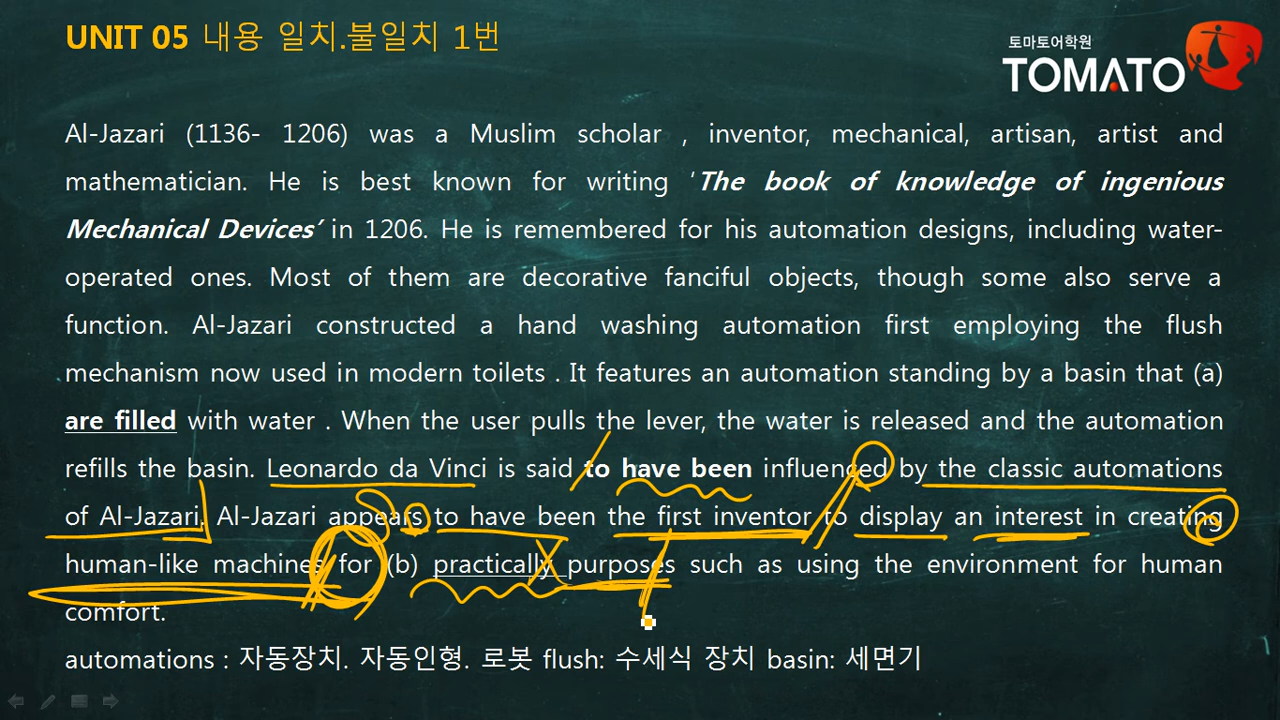 UNIT 05 내용 일치.불일치 1번
토마토어학원
TOMATO
Al-Jazari (1136- 1206) was a Muslim scholar , inventor, mechanical, artisan, artist and
mathematician. He is best known for writing ‘The book of knowledge of ingenious
Mechanical Devices’ in 1206. He is remembered for his automation designs, including water-
operated ones. Most of them are decorative fanciful objects, though some also serve a
function. Al-Jazari constructed a hand washing automation first employing the flush
mechanism now used in modern toilets . It features an automation standing by a basin that (a)
are filled with water . When the user pulls the lever, the water is released and the automation
refills the basin. Leonardo da Vinci is said to have been influenced by the classic automations
of Al-Jazari. Al-Jazari appears to have been the first inventor to display an interest in creating
human-like machines for (b) practically purposes such as using the environment for human
comfort.
automations : 자동장치. 자동인형. 로봇 flush: 수세식 장치 basin: 세면기